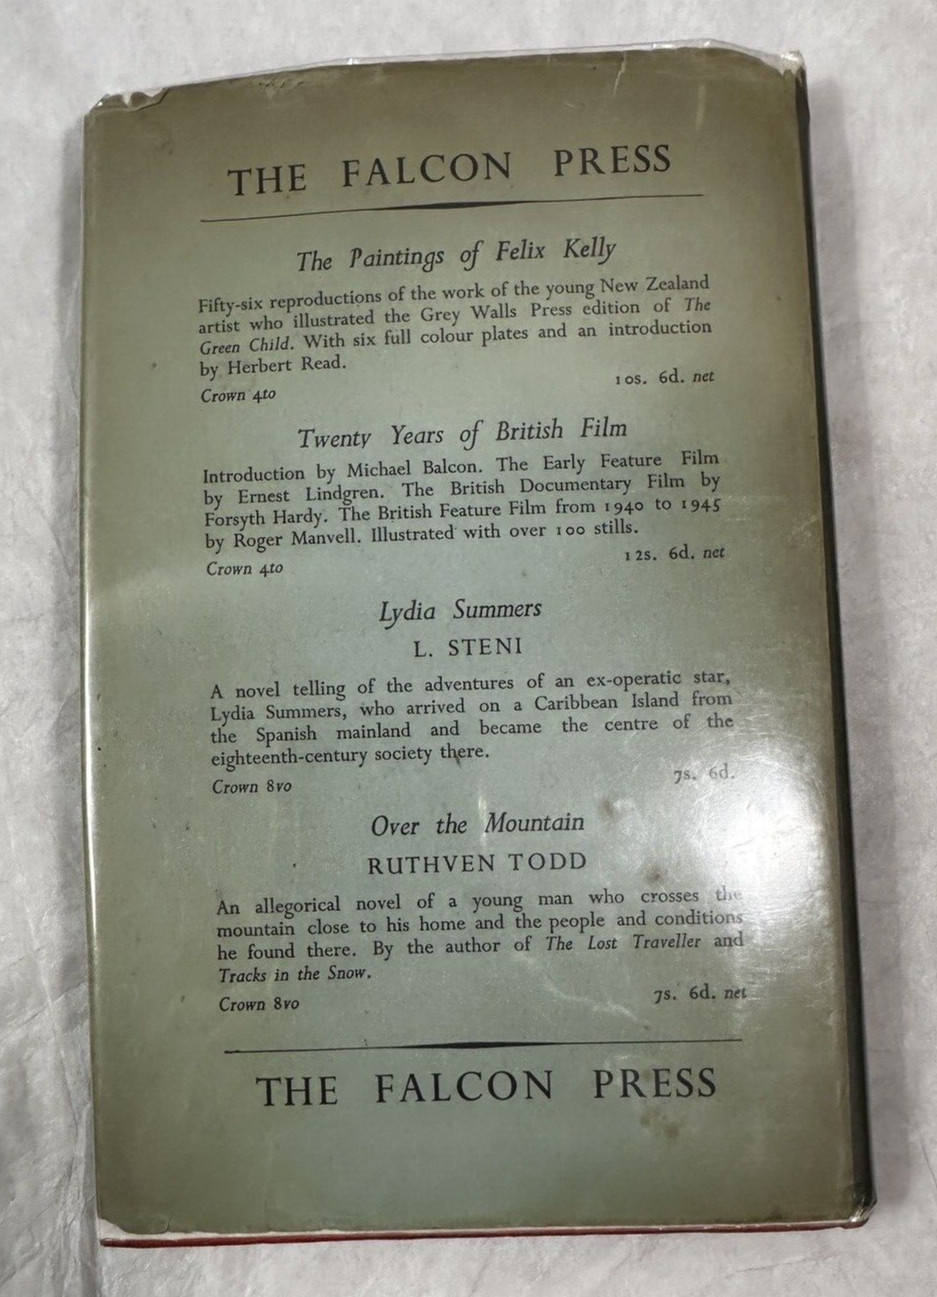 THE FALCON PRESS
The Paintings of Felix Kelly
Fifty-six reproductions of the work of the young New Zealand
artist who illustrated the Grey Walls Press edition of The
Green Child. With six full colour plates and an introduction
by Herbert Read.
Crown 4to 10s. 6d. net
Twenty Years of British Film
Introduction by Michael Balcon. The Early Feature Film
by Ernest Lindgren. The British Documentary Film by
Forsyth Hardy. The British Feature Film from 1940 to 1945
by Roger Manvell. Illustrated with over 100 stills.
Crown 4to 12s. 6d. net
Lydia Summers
L. STENI
A novel telling of the adventures of an ex-operatic star,
Lydia Summers, who arrived on a Caribbean Island from
the Spanish mainland and became the centre of the
eighteenth-century society there.
Crown 8vo 7s. 6d.
Over the Mountain
RUTHVEN TODD
An allegorical novel of a young man who crosses the
mountain close to his home and the people and conditions
he found there. By the author of The Lost Traveller and
Tracks in the Snow.
Crown 8vo 7s. 6d. net
THE FALCON PRESS